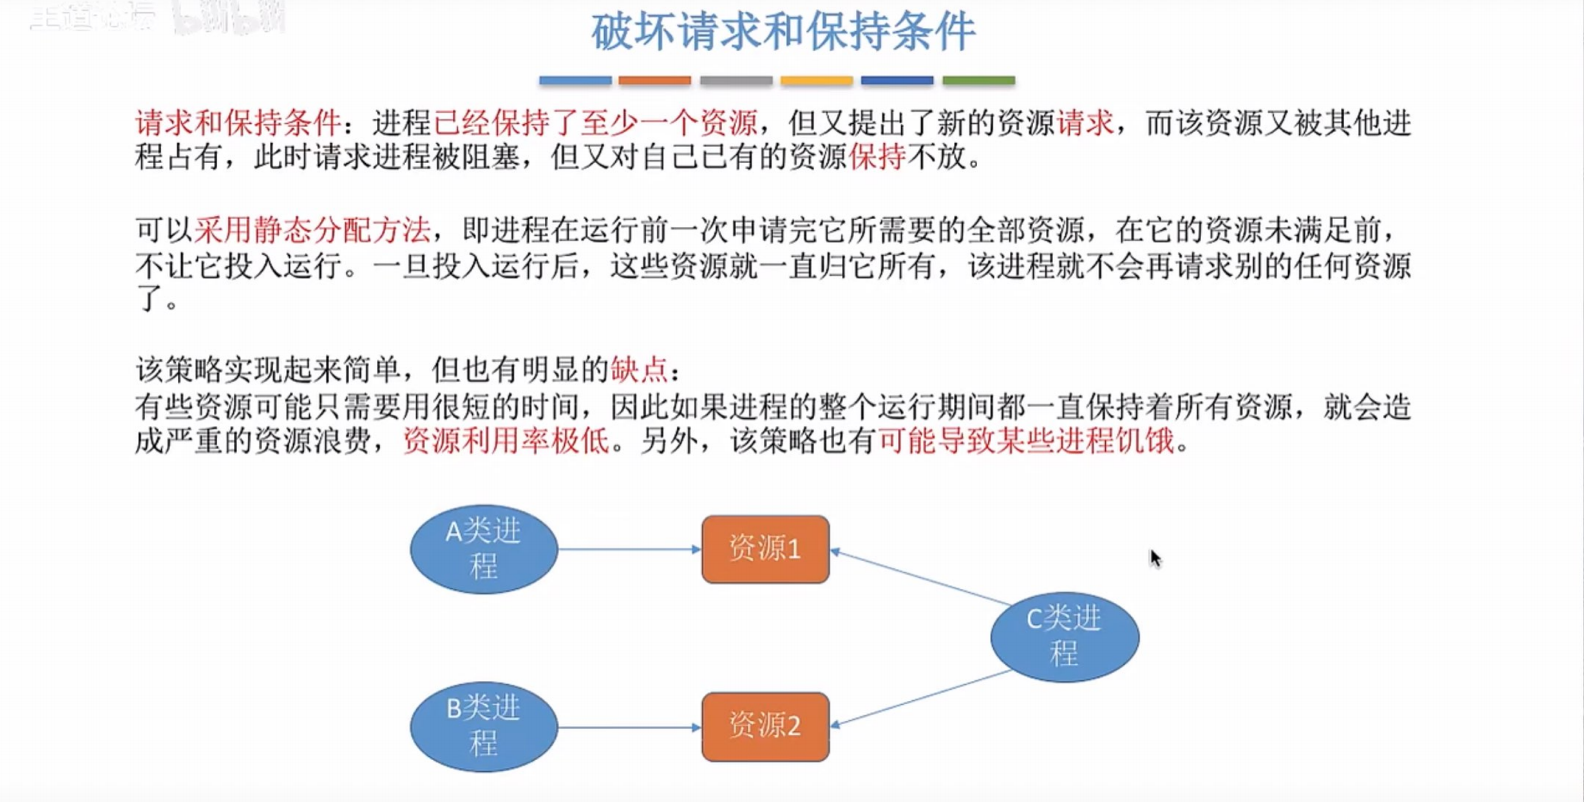 王道论坛 bilibili
破坏请求和保持条件
请求和保持条件：进程已经保持了至少一个资源，但又提出了新的资源请求，而该资源又被其他进
程占有，此时请求进程被阻塞，但又对自己已有的资源保持不放。
可以采用静态分配方法，即进程在运行前一次申请完它所需要的全部资源，在它的资源未满足前，
不让它投入运行。一旦投入运行后，这些资源就一直归它所有，该进程就不会再请求别的任何资源
了。
该策略实现起来简单，但也有明显的缺点：
有些资源可能只需要用很短的时间，因此如果进程的整个运行期间都一直保持着所有资源，就会造
成严重的资源浪费，资源利用率极低。另外，该策略也有可能导致某些进程饥饿。
A类进
程
资源1
C类进
程
B类进
程
资源2